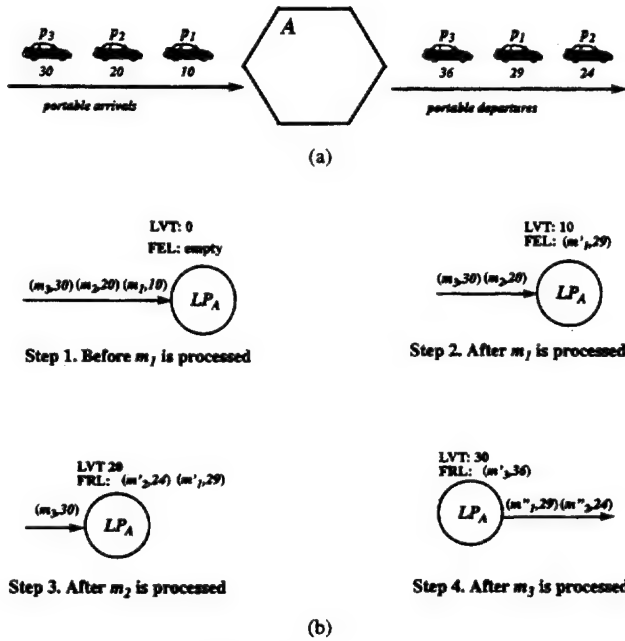 p3 p2 p1 A p3 p1 p2
30 20 10 36 29 24
portable arrivals portable departures
(a)
LVT: 0
FEL: empty
(m3,30) (m2,20) (m1,10) LPA
Step 1. Before m1 is processed
LVT: 10
FEL: (m'1,29)
(m3,30) (m2,20) LPA
Step 2. After m1 is processed
LVT 20
FRL: (m'2,24) (m'1,29)
(m3,30) LPA
Step 3. After m2 is processed
LVT: 30
FRL: (m'3,36)
LPA (m"1,29) (m"2,24)
Step 4. After m3 is processed
(b)